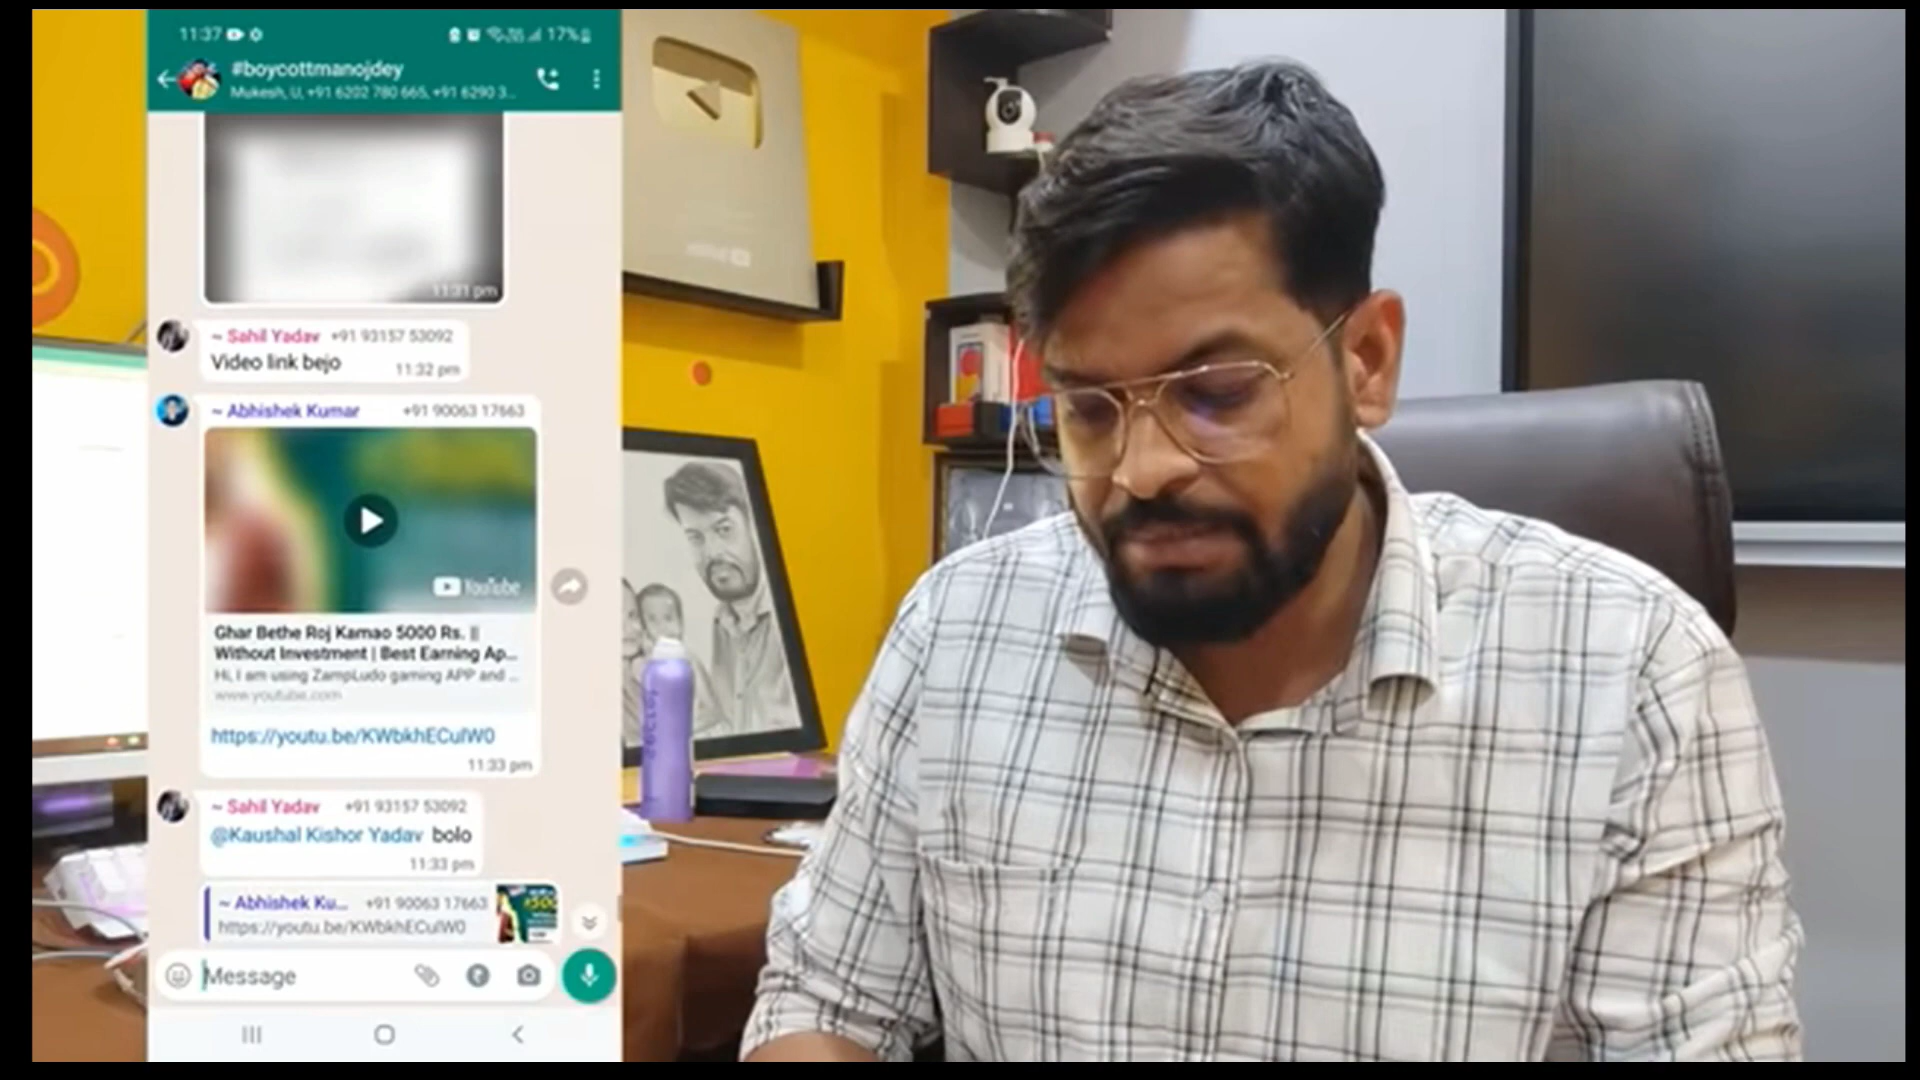 11:37
17%
#boycottmanojdey
Mukesh, U, +91 6202 780 665, +91 6290 3...
11:31 pm
~ Sahil Yadav +91 93157 53092
Video link bejo
11:32 pm
~ Abhishek Kumar +91 90063 17663
YouTube
Ghar Bethe Roj Kamao 5000 Rs. ||
Without Investment | Best Earning Ap...
Hi, I am using ZampLudo gaming APP and ...
www.youtube.com
https://youtu.be/KWbkhECuIW0
11:33 pm
~ Sahil Yadav +91 93157 53092
@Kaushal Kishor Yadav bolo
11:33 pm
~ Abhishek Ku... +91 90063 17663
https://youtu.be/KWbkhECuIW0
Message